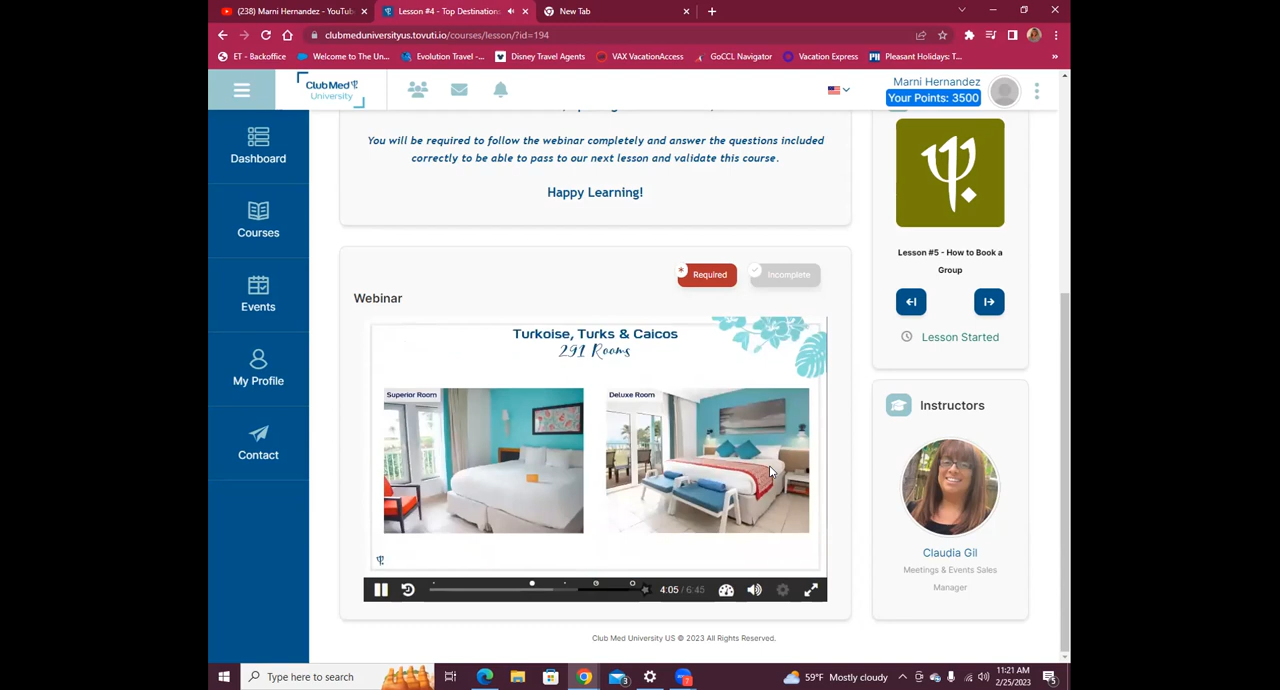 (238) Marni Hernandez - YouTub
Lesson #4 - Top Destinations
New Tab
clubmeduniversityus.tovuti.io/courses/lesson/?id=194
ET - Backoffice
Welcome to The Un...
Evolution Travel -...
Disney Travel Agents
VAX VacationAccess
GoCCL Navigator
Vacation Express
Pleasant Holidays: T...
Club Med
University
Marni Hernandez
Your Points: 3500
Dashboard
Courses
Events
My Profile
Contact
You will be required to follow the webinar completely and answer the questions included
correctly to be able to pass to our next lesson and validate this course.
Happy Learning!
Required
Incomplete
Webinar
Turkoise, Turks & Caicos
291 Rooms
Superior Room
Deluxe Room
4:05 / 6:45
Lesson #5 - How to Book a
Group
Lesson Started
Instructors
Claudia Gil
Meetings & Events Sales
Manager
Club Med University US © 2023 All Rights Reserved.
Type here to search
59°F Mostly cloudy
11:21 AM
2/25/2023